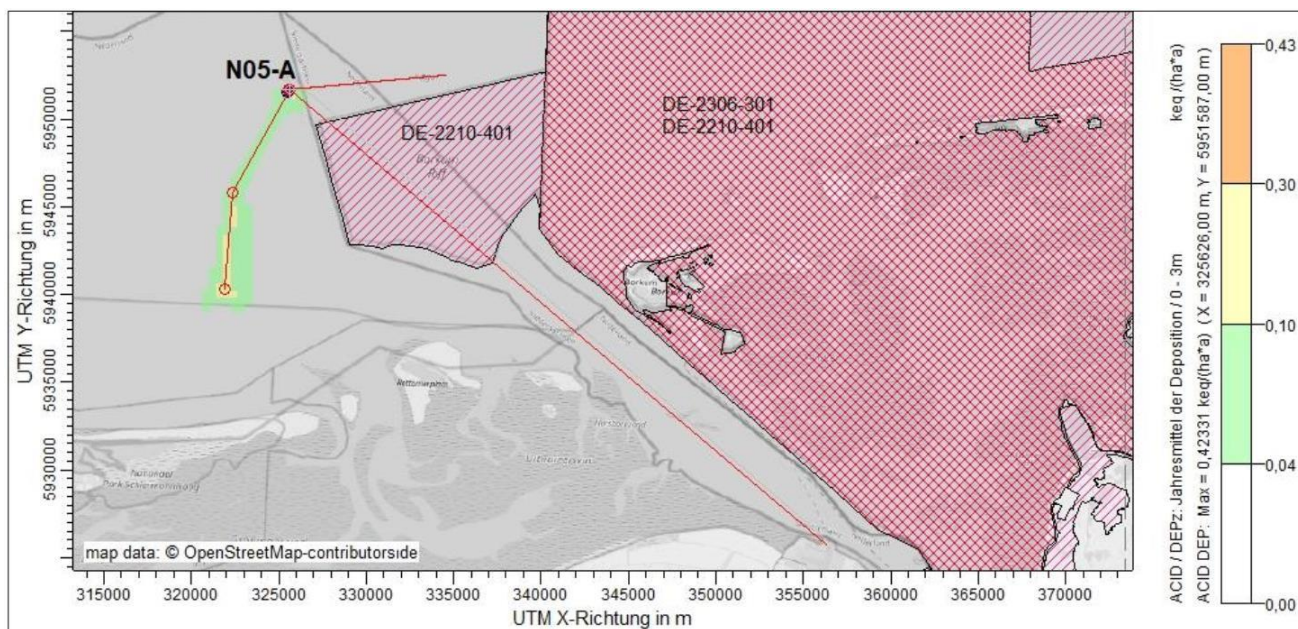 N05-A
DE-2306-301
DE-2210-401
DE-2210-401
Borkum
Riff
Borkum
map data: © OpenStreetMap-contributorside
UTM Y-Richtung in m
5950000
5945000
5940000
5935000
5930000
315000 320000 325000 330000 335000 340000 345000 350000 355000 360000 365000 370000
UTM X-Richtung in m
ACID / DEPz: Jahresmittel der Deposition / 0 - 3m keq /(ha*a)
ACID DEP: Max = 0,42331 keq/(ha*a) ( X = 325626,00 m, Y = 5951587,00 m)
0,43
0,30
0,10
0,04
0,00